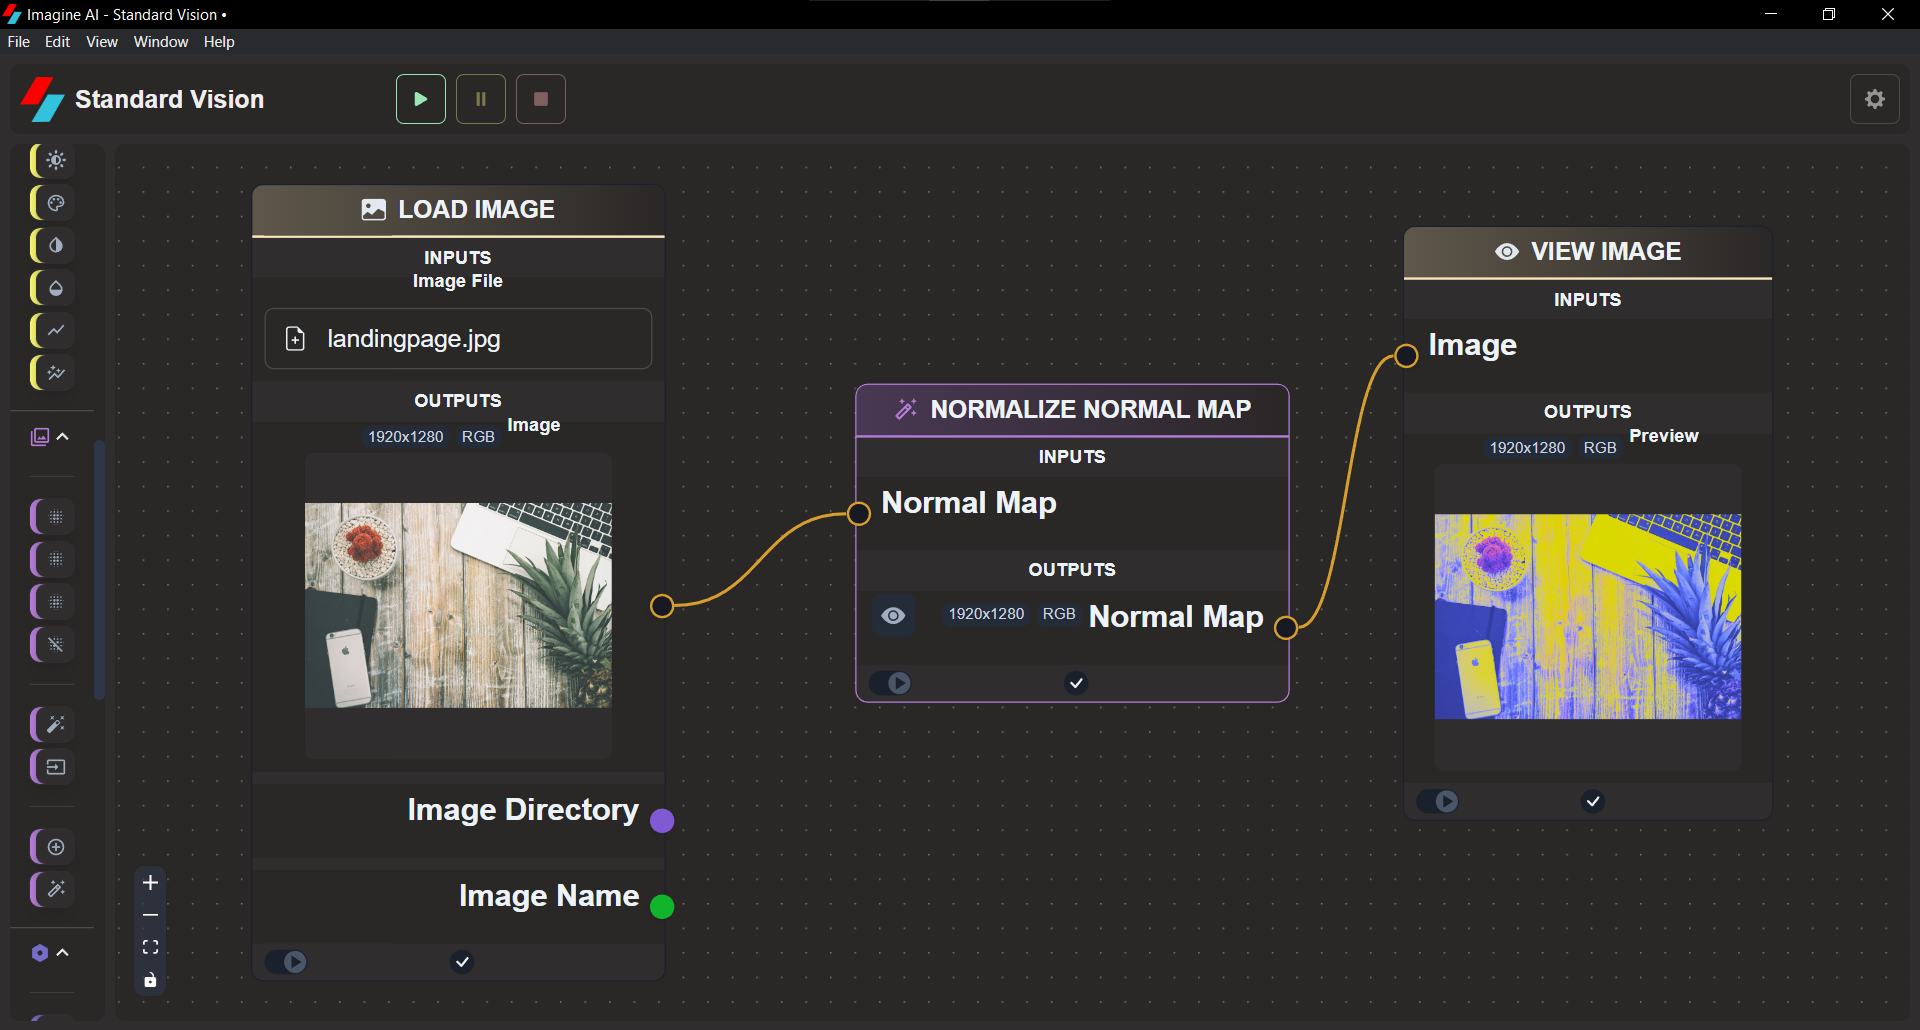 Imagine AI - Standard Vision •
File Edit View Window Help
Standard Vision
LOAD IMAGE
INPUTS
Image File
landingpage.jpg
OUTPUTS
1920x1280 RGB Image
Image Directory
Image Name
NORMALIZE NORMAL MAP
INPUTS
Normal Map
OUTPUTS
1920x1280 RGB Normal Map
VIEW IMAGE
INPUTS
Image
OUTPUTS
1920x1280 RGB Preview